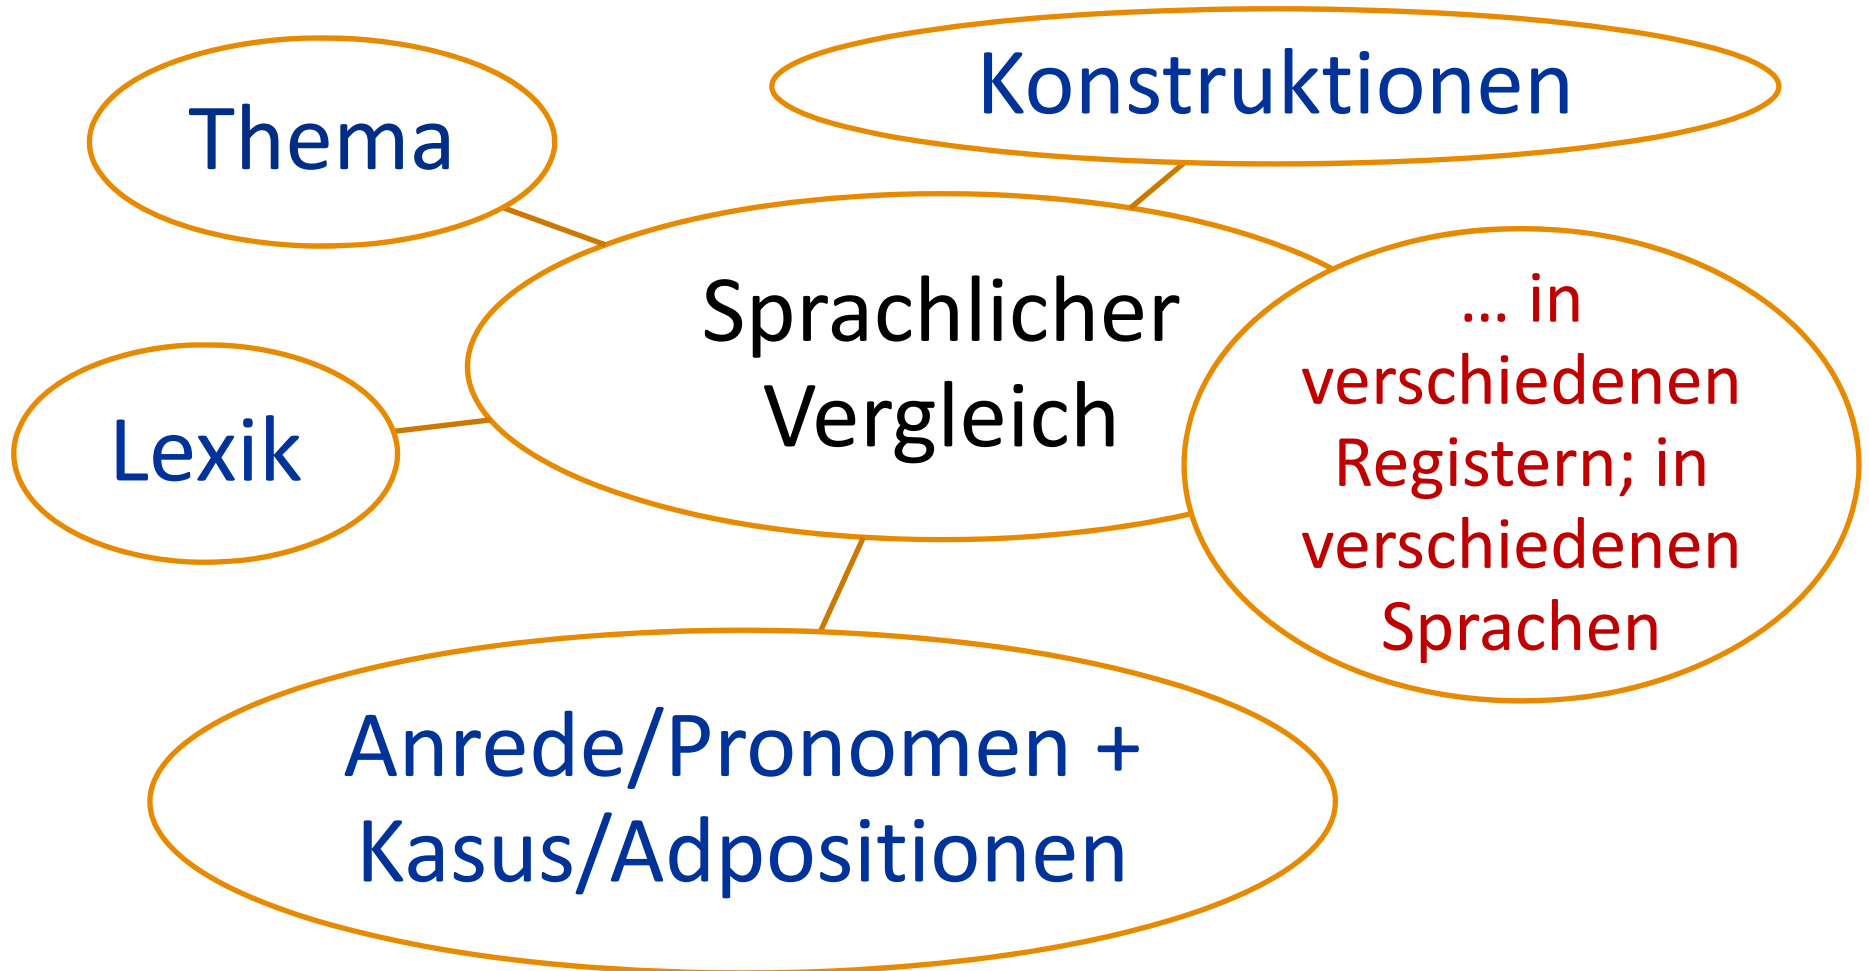 Thema
Konstruktionen
Sprachlicher
Vergleich
... in
verschiedenen
Registern; in
verschiedenen
Sprachen
Lexik
Anrede/Pronomen +
Kasus/Adpositionen